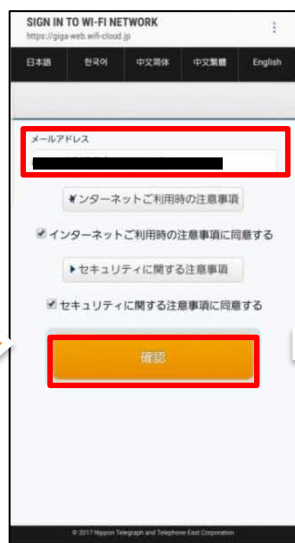 SIGN IN TO WI-FI NETWORK
https://giga-web.wifi-cloud.jp
日本語 한국어 中文简体 中文繁體 English
メールアドレス
インターネットご利用時の注意事項
インターネットご利用時の注意事項に同意する
セキュリティに関する注意事項
セキュリティに関する注意事項に同意する
確認
© 2017 Nippon Telegraph and Telephone East Corporation